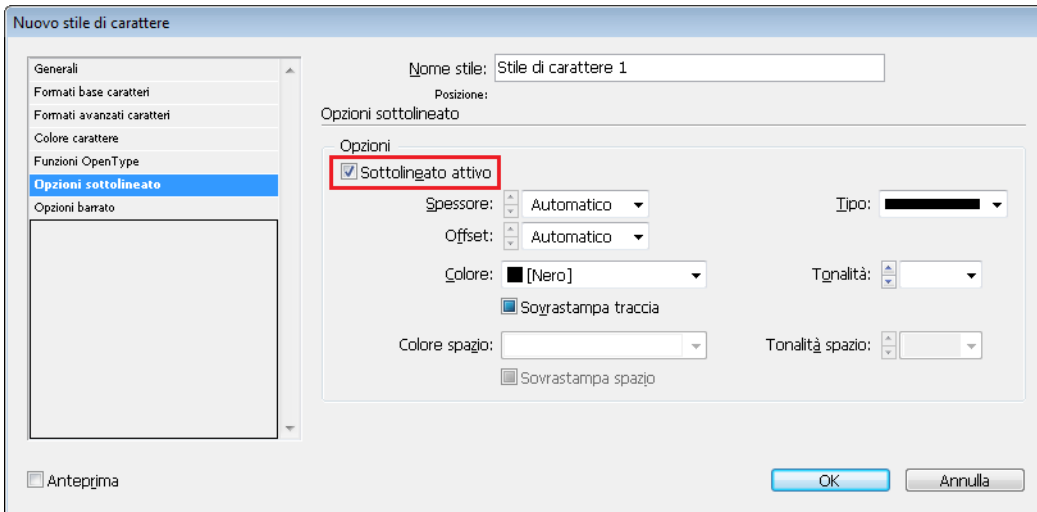 Nuovo stile di carattere
Generali
Formati base caratteri
Formati avanzati caratteri
Colore carattere
Funzioni OpenType
Opzioni sottolineato
Opzioni barrato
Nome stile: Stile di carattere 1
Posizione:
Opzioni sottolineato
Opzioni
Sottolineato attivo
Spessore: Automatico Tipo:
Offset: Automatico
Colore: [Nero] Tonalità:
Sovrastampa traccia
Colore spazio: Tonalità spazio:
Sovrastampa spazio
Anteprima OK Annulla